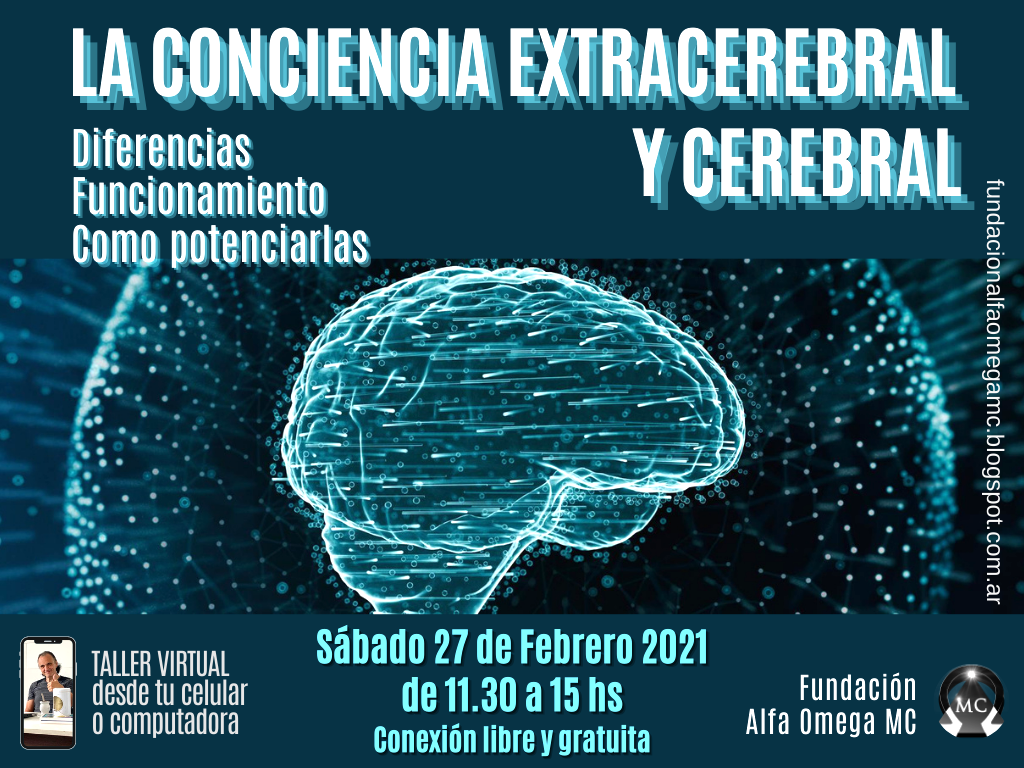 LA CONCIENCIA EXTRACEREBRAL
Y CEREBRAL
Diferencias
Funcionamiento
Como potenciarlas
fundacionalfaomegamc.blogspot.com.ar
TALLER VIRTUAL
desde tu celular
o computadora
Sábado 27 de Febrero 2021
de 11.30 a 15 hs
Conexión libre y gratuita
Fundación
Alfa Omega MC
MC